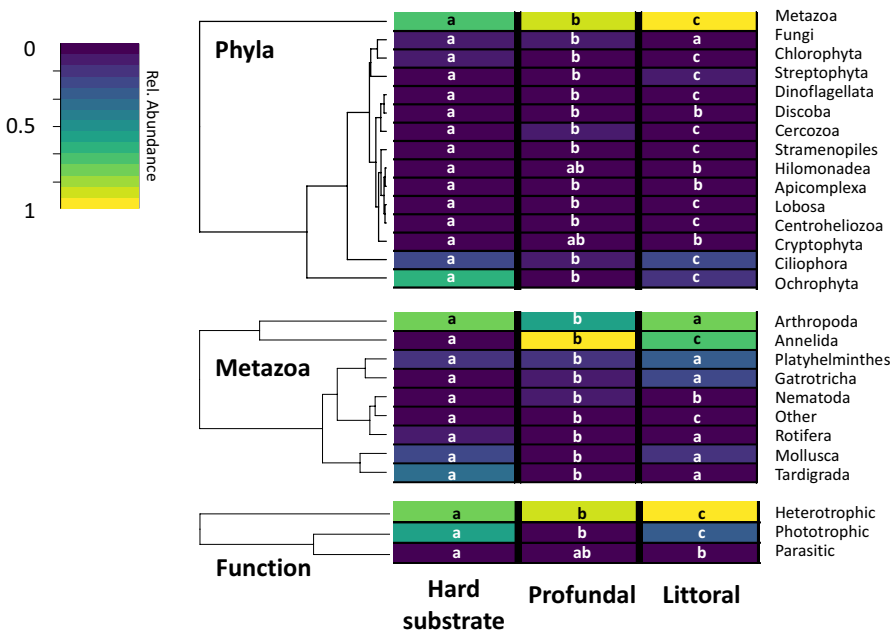 0
0.5
1
Rel. Abundance
Phyla
a b c Metazoa
a b a Fungi
a b c Chlorophyta
a b c Streptophyta
a b c Dinoflagellata
a b b Discoba
a b c Cercozoa
a b c Stramenopiles
a ab b Hilomonadea
a b b Apicomplexa
a b c Lobosa
a b c Centroheliozoa
a ab b Cryptophyta
a b c Ciliophora
a b c Ochrophyta
Metazoa
a b a Arthropoda
a b c Annelida
a b a Platyhelminthes
a b a Gatrotricha
a b b Nematoda
a b c Other
a b a Rotifera
a b a Mollusca
a b a Tardigrada
Function
a b c Heterotrophic
a b c Phototrophic
a ab b Parasitic
Hard
substrate
Profundal
Littoral